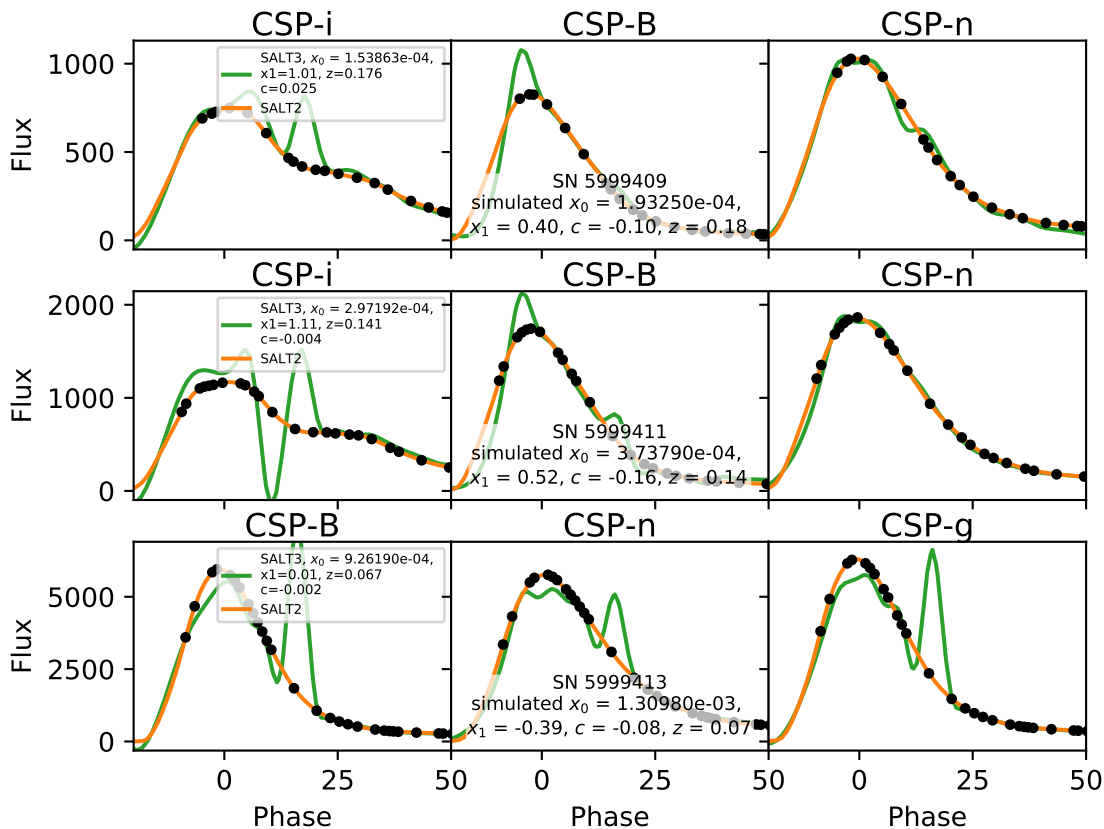 CSP-i
CSP-B
CSP-n
Flux
1000
500
0
SALT3, x₀ = 1.53863e-04,
x1=1.01, z=0.176
c=0.025
SALT2
SN 5999409
simulated x₀ = 1.93250e-04,
x₁ = 0.40, c = -0.10, z = 0.18
CSP-i
CSP-B
CSP-n
Flux
2000
1000
0
SALT3, x₀ = 2.97192e-04,
x1=1.11, z=0.141
c=-0.004
SALT2
SN 5999411
simulated x₀ = 3.73790e-04,
x₁ = 0.52, c = -0.16, z = 0.14
CSP-B
CSP-n
CSP-g
Flux
5000
2500
0
SALT3, x₀ = 9.26190e-04,
x1=0.01, z=0.067
c=-0.002
SALT2
SN 5999413
simulated x₀ = 1.30980e-03,
x₁ = -0.39, c = -0.08, z = 0.07
0 25 50 0 25 50 0 25 50
Phase Phase Phase